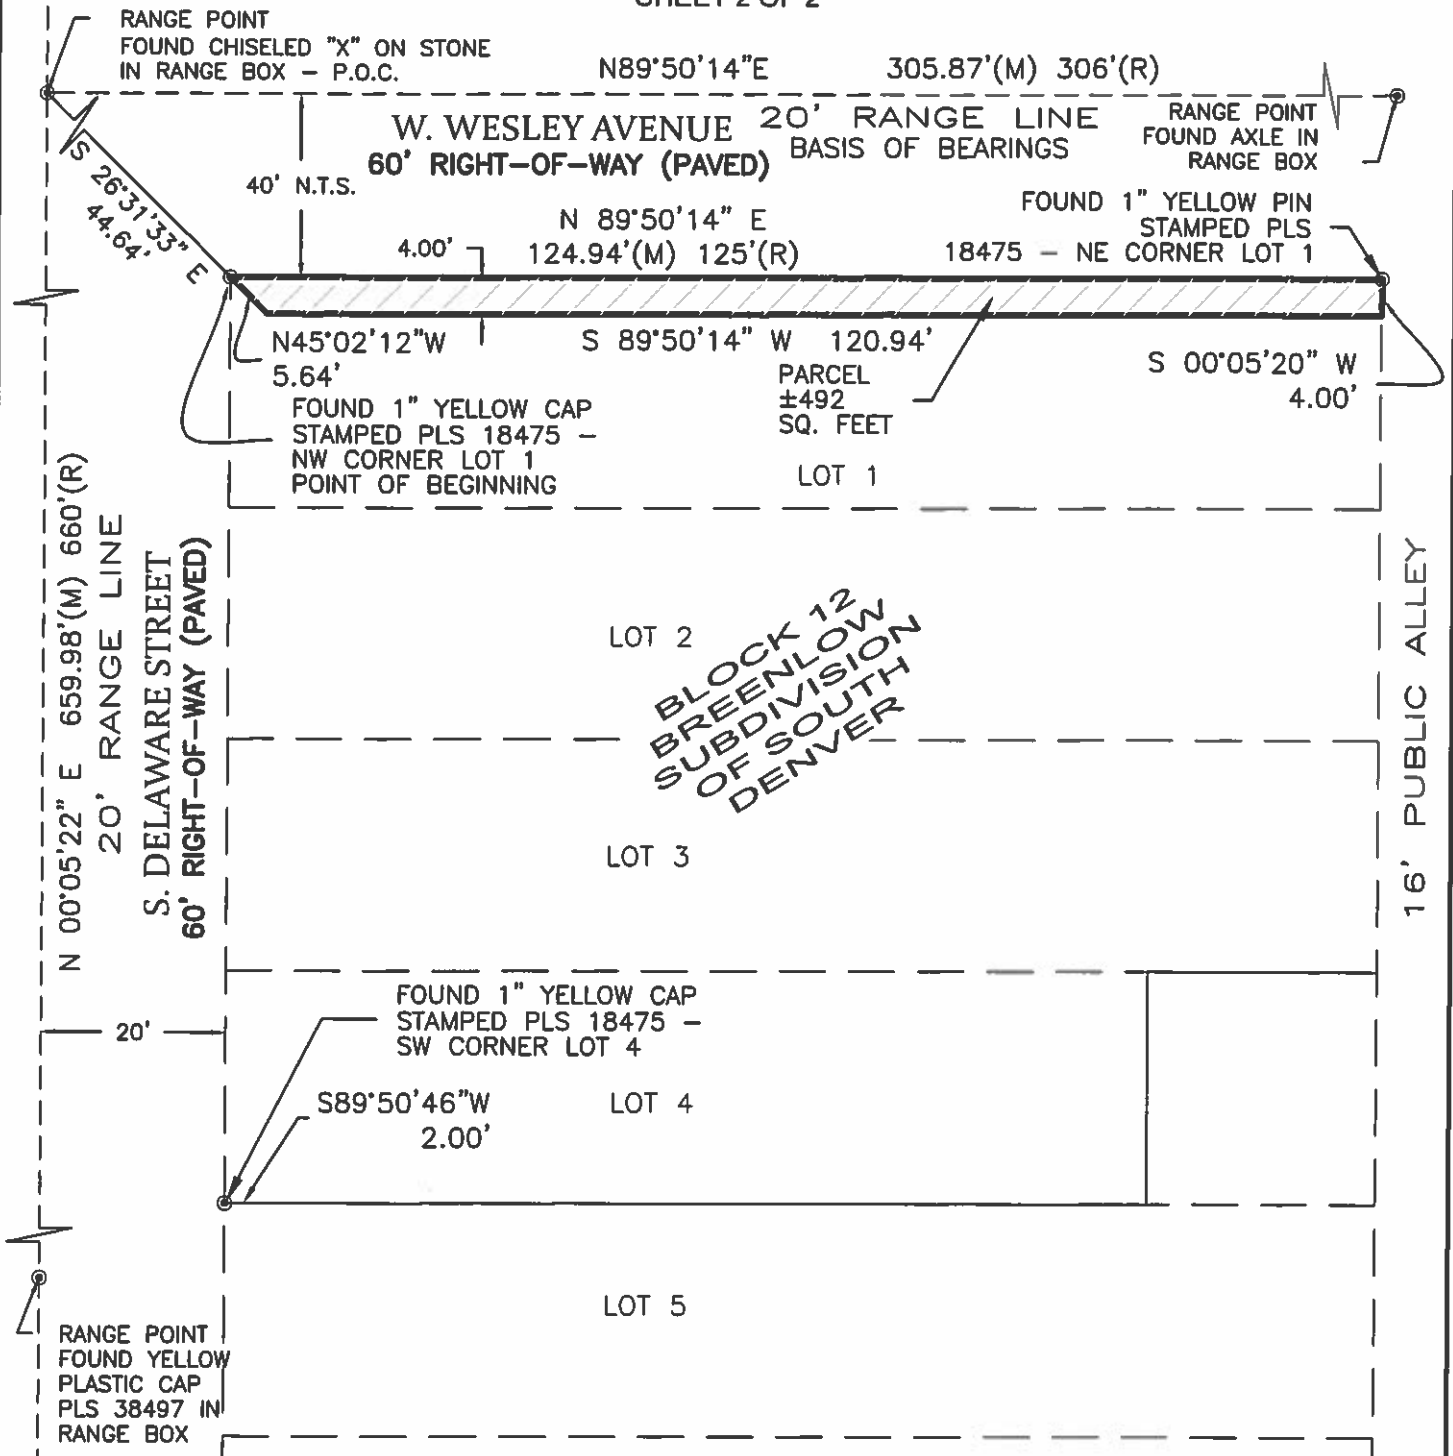 SHEET 2 OF 2
RANGE POINT
FOUND CHISELED "X" ON STONE
IN RANGE BOX – P.O.C.
N89°50'14"E 305.87'(M) 306'(R)
W. WESLEY AVENUE
60' RIGHT–OF–WAY (PAVED)
20' RANGE LINE
BASIS OF BEARINGS
RANGE POINT
FOUND AXLE IN
RANGE BOX
S 26°31'33" E
44.64'
40' N.T.S.
4.00'
N 89°50'14" E
124.94'(M) 125'(R)
FOUND 1" YELLOW PIN
STAMPED PLS
18475 – NE CORNER LOT 1
N45°02'12"W
5.64'
S 89°50'14" W 120.94'
PARCEL
±492
SQ. FEET
S 00°05'20" W
4.00'
FOUND 1" YELLOW CAP
STAMPED PLS 18475 –
NW CORNER LOT 1
POINT OF BEGINNING
LOT 1
N 00°05'22" E 659.98'(M) 660'(R)
20' RANGE LINE
S. DELAWARE STREET
60' RIGHT–OF–WAY (PAVED)
LOT 2
BLOCK 12
BREENLOW
SUBDIVISION
OF SOUTH
DENVER
16' PUBLIC ALLEY
LOT 3
FOUND 1" YELLOW CAP
STAMPED PLS 18475 –
SW CORNER LOT 4
20'
S89°50'46"W
2.00'
LOT 4
LOT 5
RANGE POINT
FOUND YELLOW
PLASTIC CAP
PLS 38497 IN
RANGE BOX